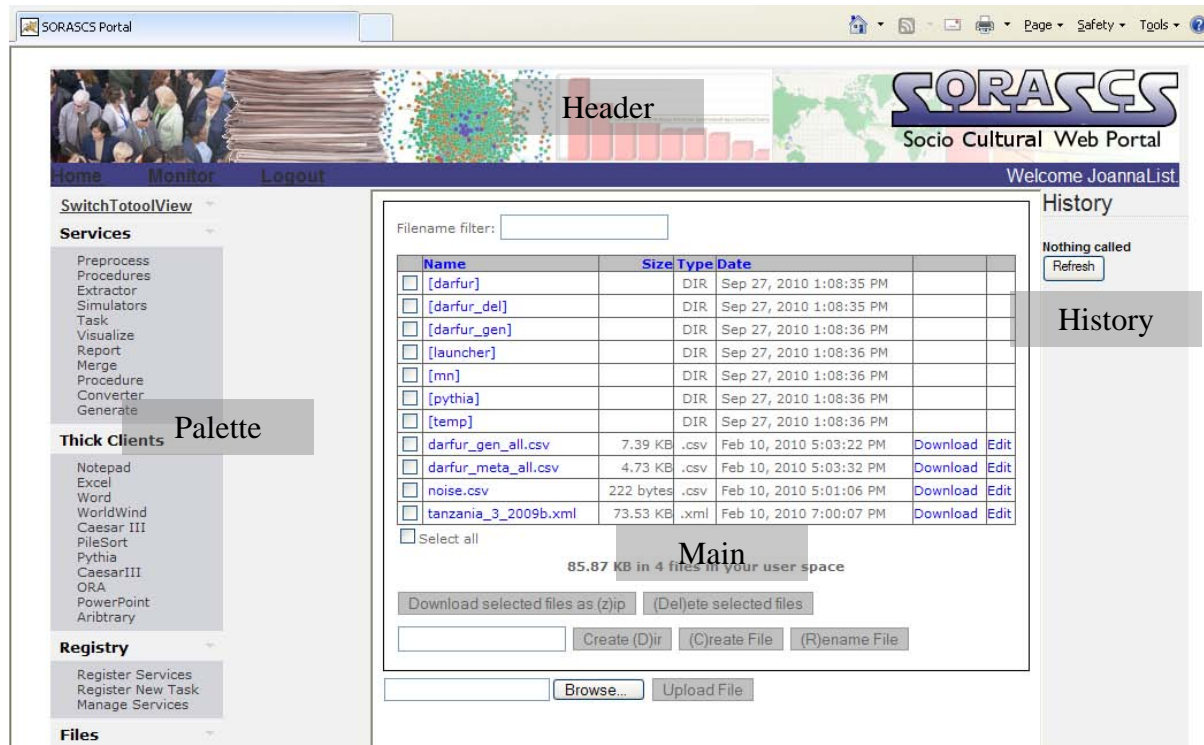 SORASCS Portal
Page Safety Tools
Header
SORASCS
Socio Cultural Web Portal
Home Monitor Logout
Welcome JoannaList.
SwitchTotoolView
Services
Preprocess
Procedures
Extractor
Simulators
Task
Visualize
Report
Merge
Procedure
Converter
Generate
Palette
Thick Clients
Notepad
Excel
Word
WorldWind
Caesar III
PileSort
Pythia
CaesarIII
ORA
PowerPoint
Aribtrary
Registry
Register Services
Register New Task
Manage Services
Files
Filename filter:
Name Size Type Date
[darfur] DIR Sep 27, 2010 1:08:35 PM
[darfur_del] DIR Sep 27, 2010 1:08:35 PM
[darfur_gen] DIR Sep 27, 2010 1:08:36 PM
[launcher] DIR Sep 27, 2010 1:08:36 PM
[mn] DIR Sep 27, 2010 1:08:36 PM
[pythia] DIR Sep 27, 2010 1:08:36 PM
[temp] DIR Sep 27, 2010 1:08:36 PM
darfur_gen_all.csv 7.39 KB .csv Feb 10, 2010 5:03:22 PM Download Edit
darfur_meta_all.csv 4.73 KB .csv Feb 10, 2010 5:03:32 PM Download Edit
noise.csv 222 bytes .csv Feb 10, 2010 5:01:06 PM Download Edit
tanzania_3_2009b.xml 73.53 KB .xml Feb 10, 2010 7:00:07 PM Download Edit
Select all
Main
85.87 KB in 4 files in your user space
Download selected files as (z)ip (Del)ete selected files
Create (D)ir (C)reate File (R)ename File
Browse... Upload File
History
Nothing called
Refresh
History